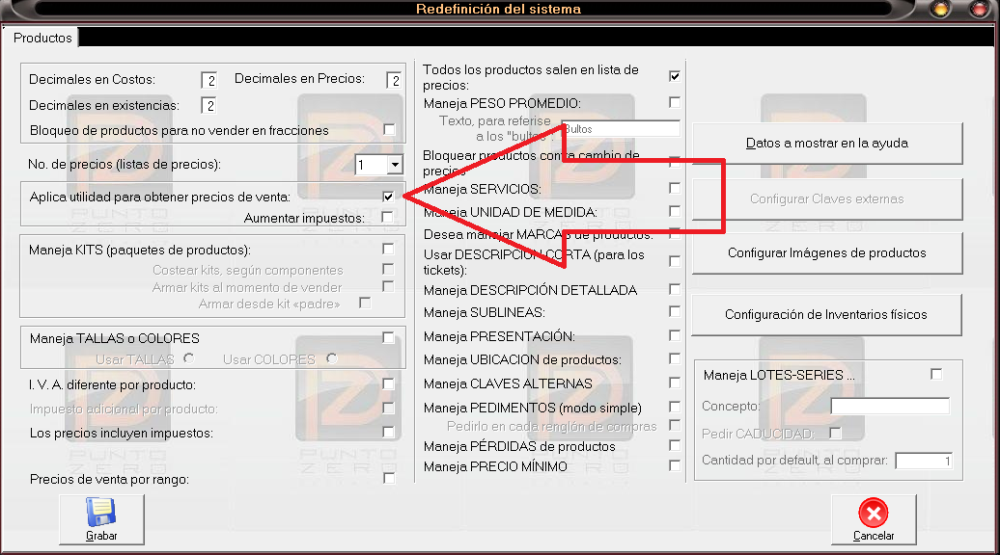 Redefinición del sistema
Productos
Decimales en Costos: 2 Decimales en Precios: 2
Decimales en existencias: 2
Bloqueo de productos para no vender en fracciones
No. de precios (listas de precios): 1
Aplica utilidad para obtener precios de venta:
Aumentar impuestos:
Maneja KITS (paquetes de productos):
Costear kits, según componentes
Armar kits al momento de vender
Armar desde kit «padre»
Maneja TALLAS o COLORES
Usar TALLAS Usar COLORES
I. V. A. diferente por producto:
Impuesto adicional por producto:
Los precios incluyen impuestos:
Precios de venta por rango:
Grabar
Todos los productos salen en lista de
precios:
Maneja PESO PROMEDIO:
Texto, para referise
a los "bultos": Bultos
Bloquear productos contra cambio de
precios
Maneja SERVICIOS:
Maneja UNIDAD DE MEDIDA:
Desea manejar MARCAS de productos:
Usar DESCRIPCION CORTA (para los
tickets):
Maneja DESCRIPCIÓN DETALLADA
Maneja SUBLINEAS:
Maneja PRESENTACIÓN:
Maneja UBICACION de productos:
Maneja CLAVES ALTERNAS
Maneja PEDIMENTOS (modo simple)
Pedirlo en cada renglón de compras
Maneja PÉRDIDAS de productos
Maneja PRECIO MÍNIMO
Datos a mostrar en la ayuda
Configurar Claves externas
Configurar Imágenes de productos
Configuración de Inventarios físicos
Maneja LOTES-SERIES ...
Concepto:
Pedir CADUCIDAD:
Cantidad por default, al comprar: 1
Cancelar
PUNTO
ZERO